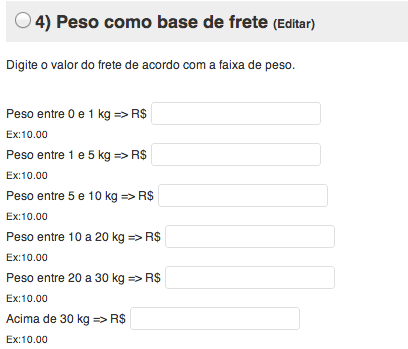 4) Peso como base de frete (Editar)
Digite o valor do frete de acordo com a faixa de peso.
Peso entre 0 e 1 kg => R$
Ex:10.00
Peso entre 1 e 5 kg => R$
Ex:10.00
Peso entre 5 e 10 kg => R$
Ex:10.00
Peso entre 10 a 20 kg => R$
Ex:10.00
Peso entre 20 a 30 kg => R$
Ex:10.00
Acima de 30 kg => R$
Ex:10.00